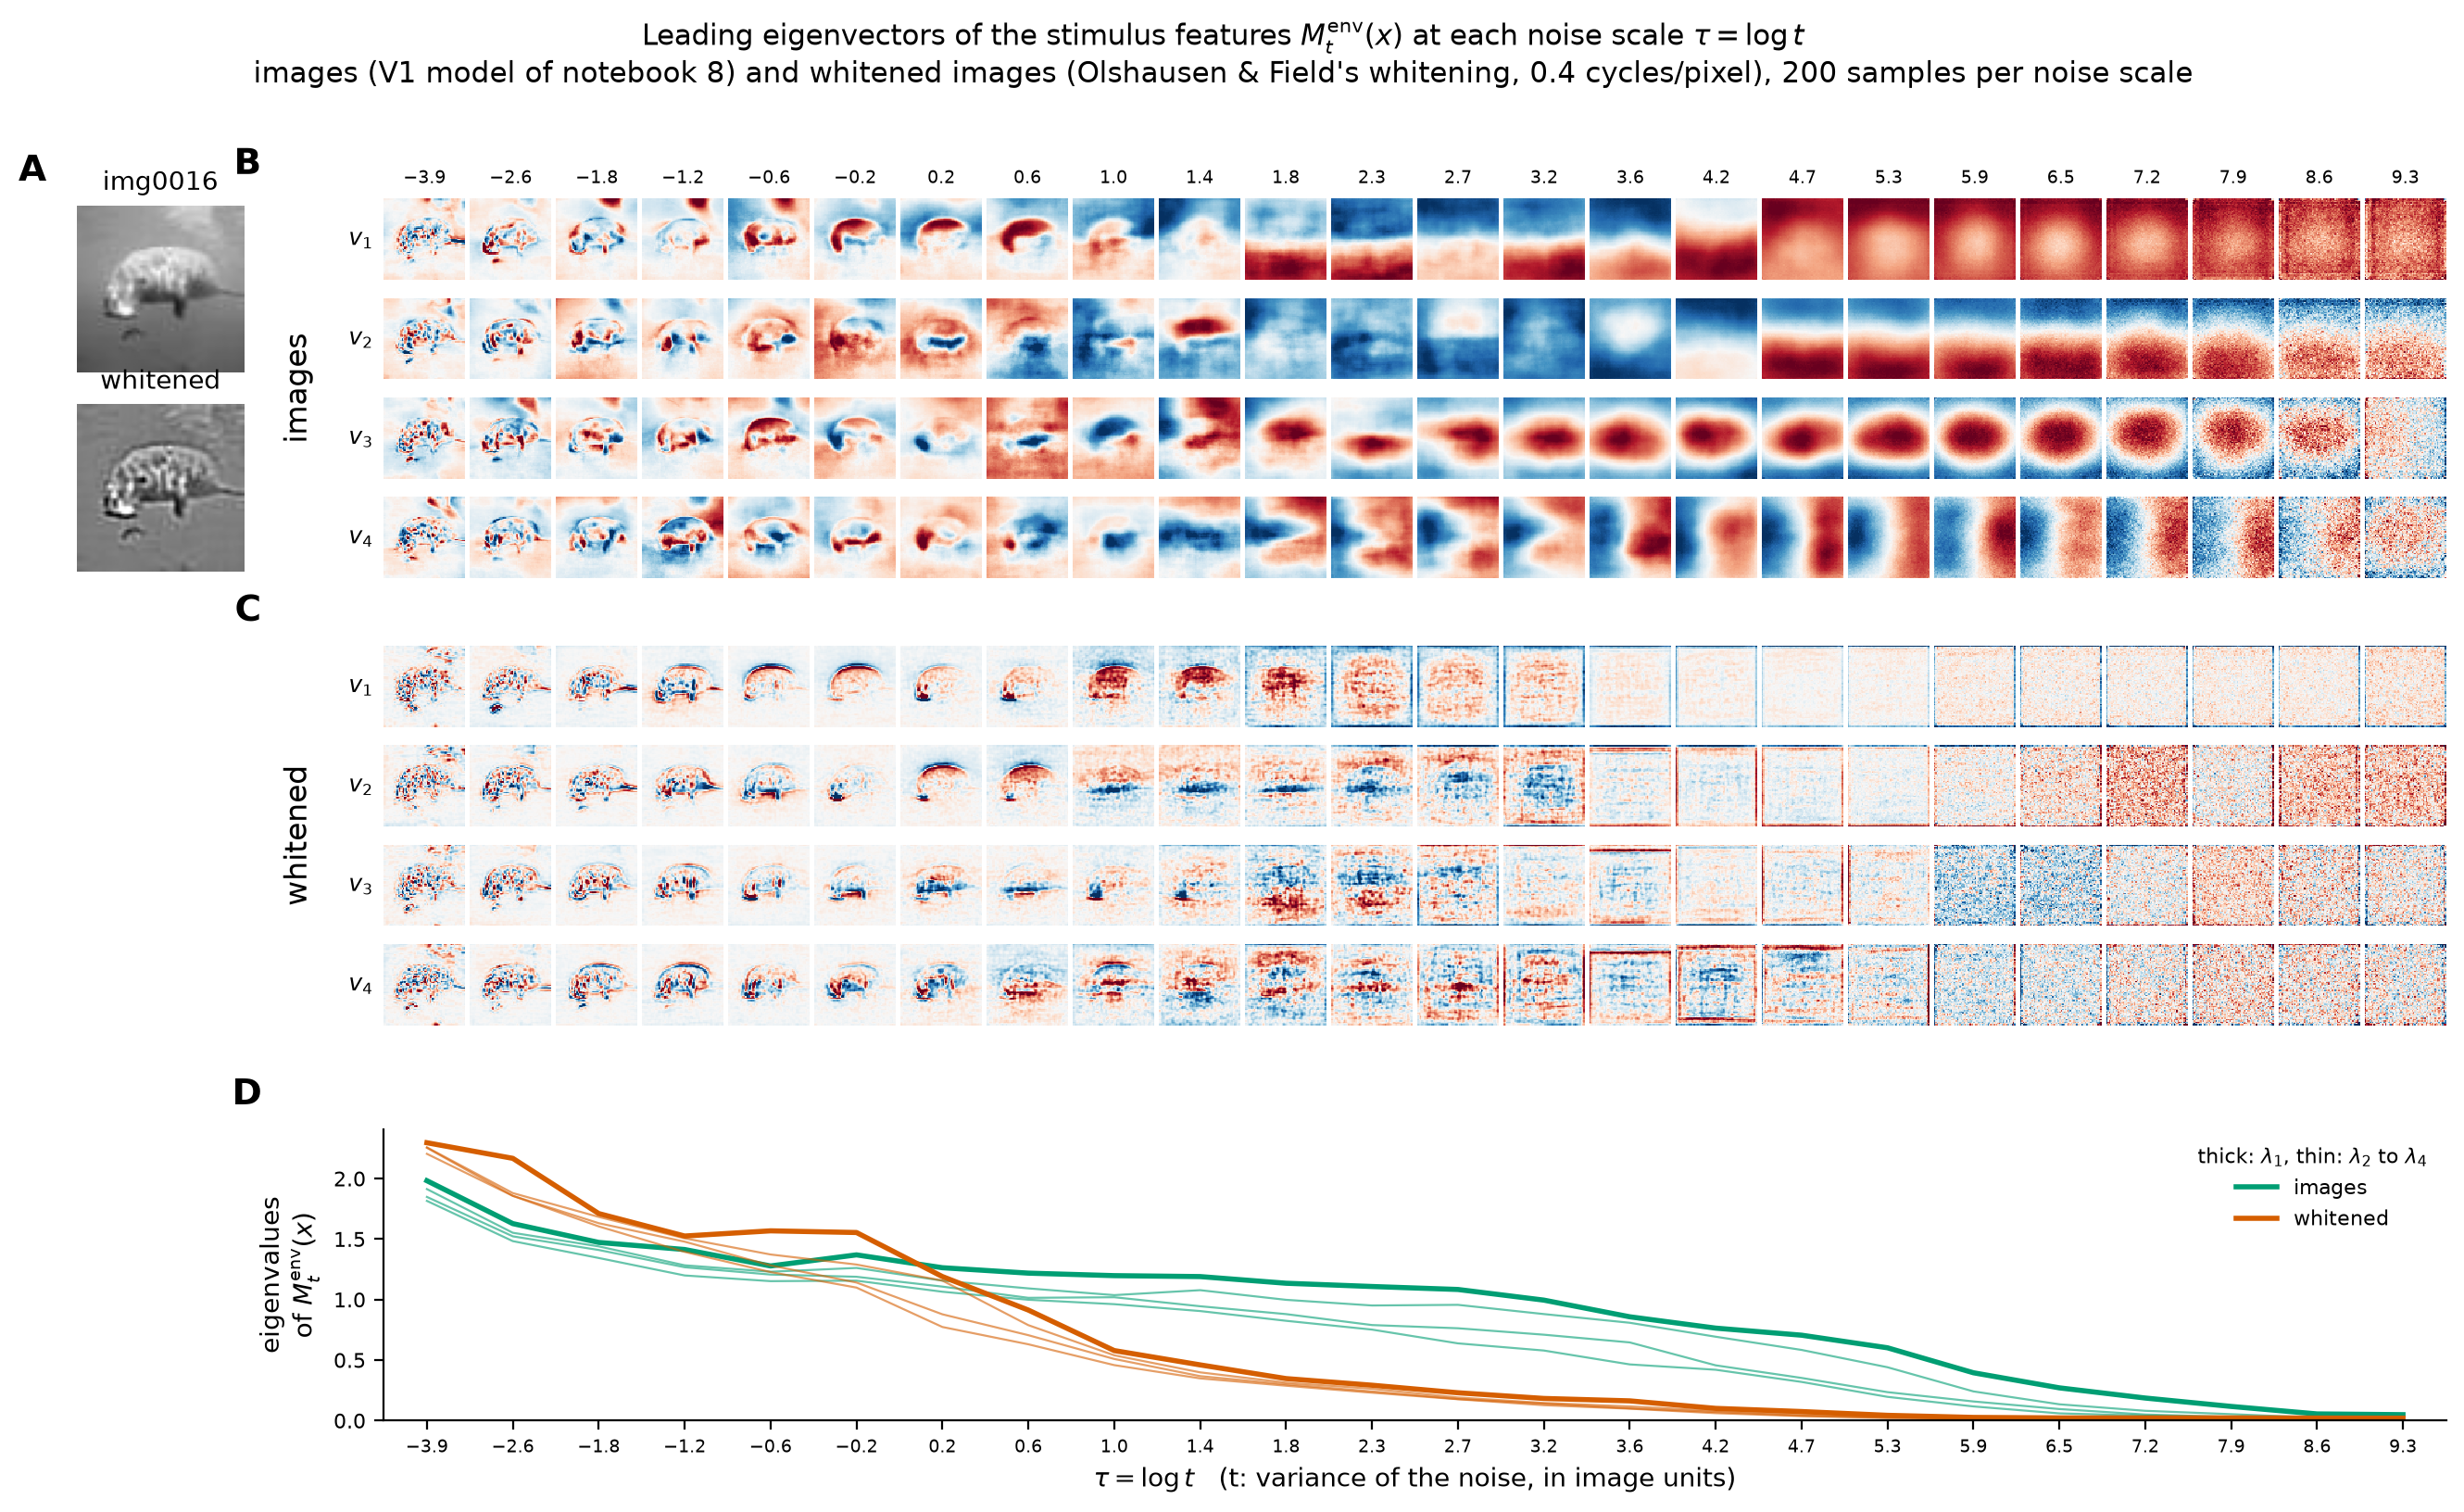 Leading eigenvectors of the stimulus features M_t^env(x) at each noise scale τ = log t
images (V1 model of notebook 8) and whitened images (Olshausen & Field's whitening, 0.4 cycles/pixel), 200 samples per noise scale
A
img0016
whitened
B
−3.9 −2.6 −1.8 −1.2 −0.6 −0.2 0.2 0.6 1.0 1.4 1.8 2.3 2.7 3.2 3.6 4.2 4.7 5.3 5.9 6.5 7.2 7.9 8.6 9.3
images
v₁
v₂
v₃
v₄
C
whitened
v₁
v₂
v₃
v₄
D
eigenvalues
of M_t^env(x)
2.0
1.5
1.0
0.5
0.0
thick: λ₁, thin: λ₂ to λ₄
images
whitened
−3.9 −2.6 −1.8 −1.2 −0.6 −0.2 0.2 0.6 1.0 1.4 1.8 2.3 2.7 3.2 3.6 4.2 4.7 5.3 5.9 6.5 7.2 7.9 8.6 9.3
τ = log t (t: variance of the noise, in image units)